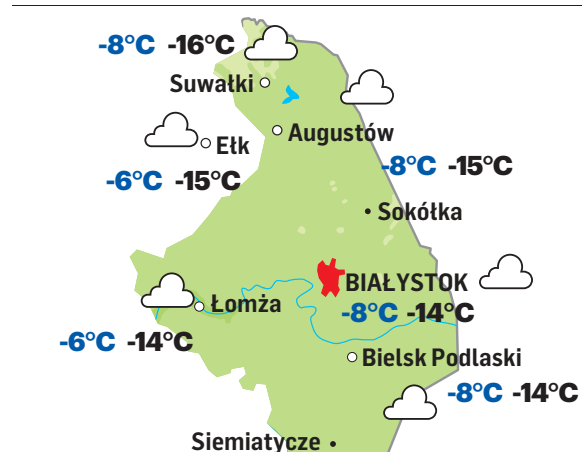 -8°C -16°C
Suwałki
Augustów
Ełk
-6°C -15°C
-8°C -15°C
Sokółka
BIAŁYSTOK
-8°C -14°C
Łomża
-6°C -14°C
Bielsk Podlaski
-8°C -14°C
Siemiatycze